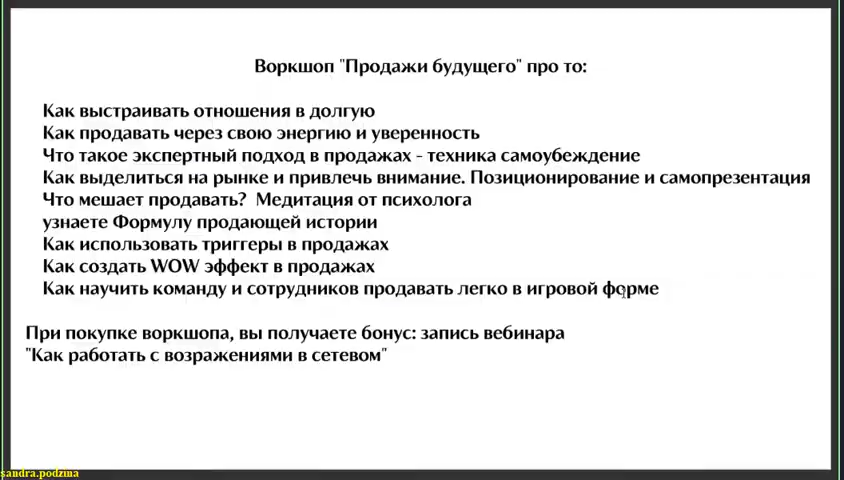 Воркшоп "Продажи будущего" про то:
Как выстраивать отношения в долгую
Как продавать через свою энергию и уверенность
Что такое экспертный подход в продажах - техника самоубеждение
Как выделиться на рынке и привлечь внимание. Позиционирование и самопрезентация
Что мешает продавать? Медитация от психолога
узнаете Формулу продающей истории
Как использовать триггеры в продажах
Как создать WOW эффект в продажах
Как научить команду и сотрудников продавать легко в игровой форме
При покупке воркшопа, вы получаете бонус: запись вебинара
"Как работать с возражениями в сетевом"
sandra.podzina